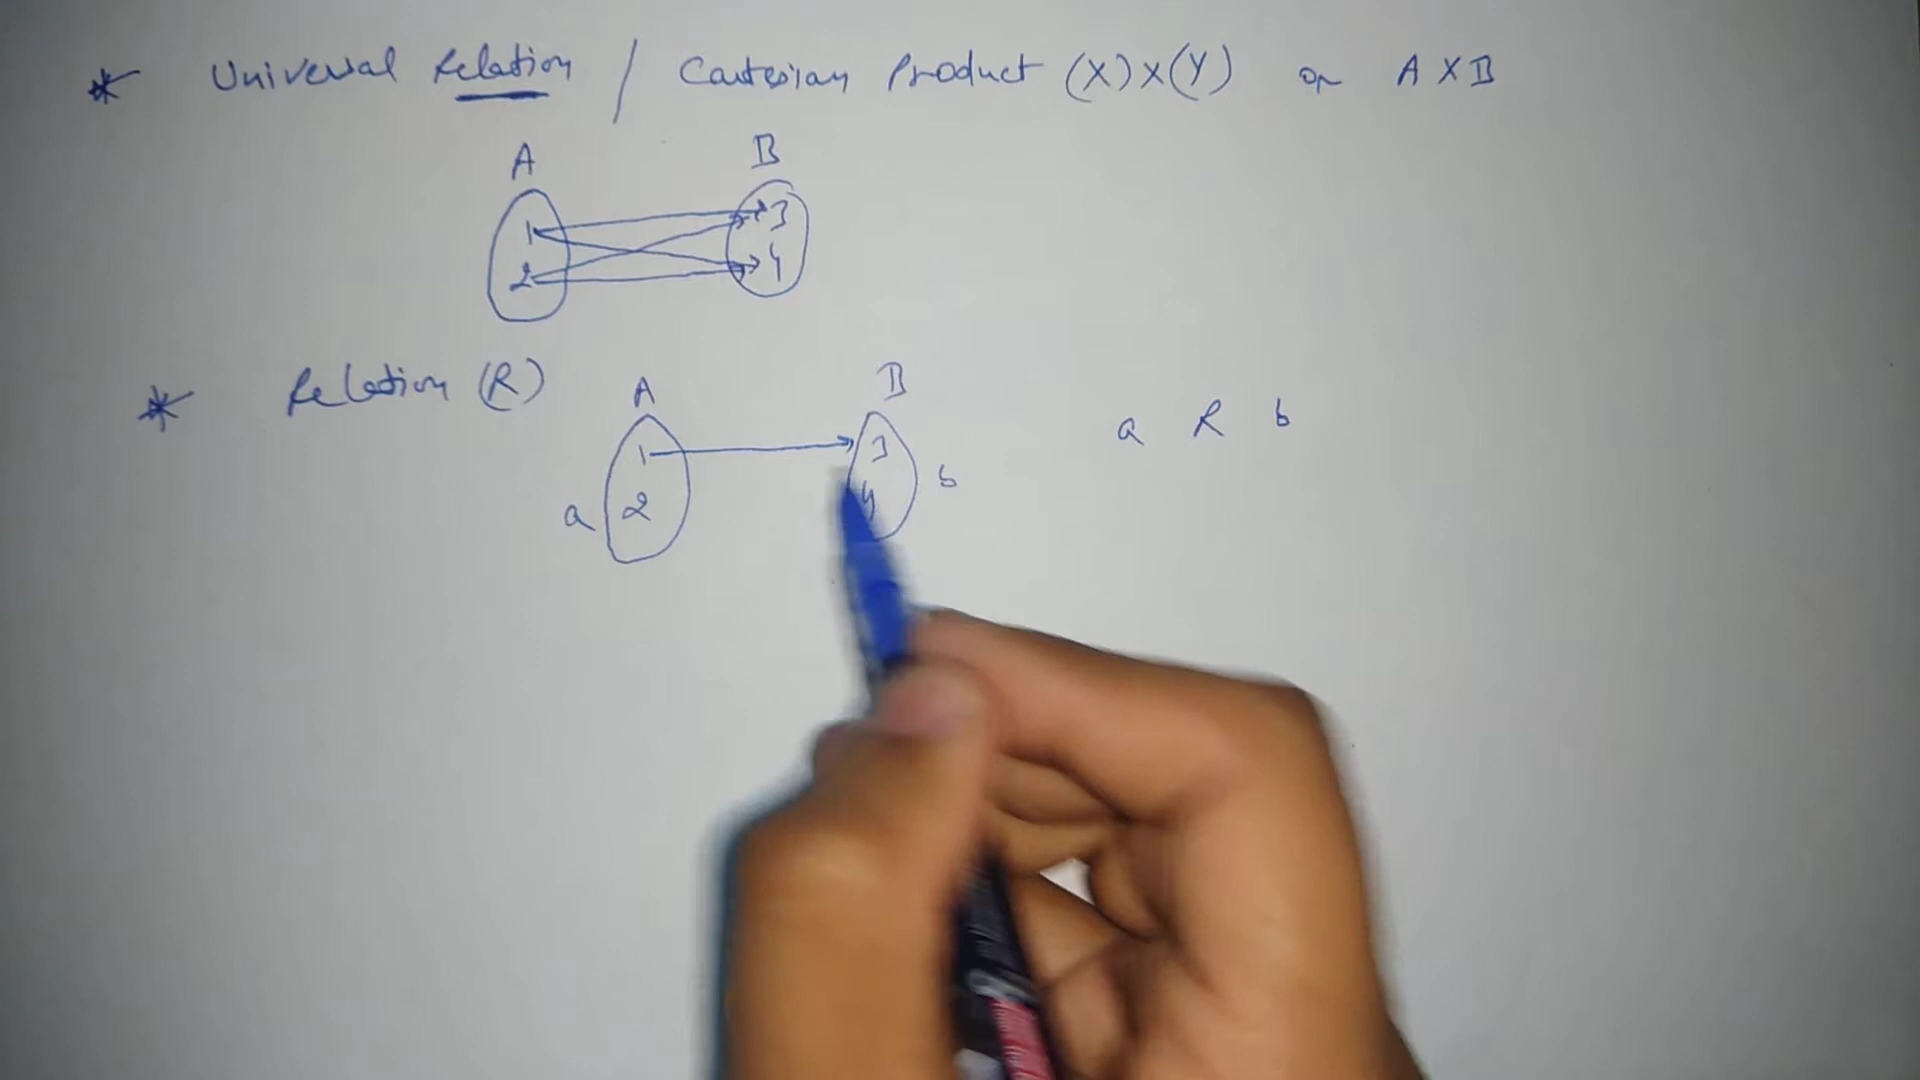 * Universal Relation / Cartesian Product (X)x(Y) or A X B
A B
1 3
2 4
* Relation (R) A B
a R b
1 3
a 2 4 b